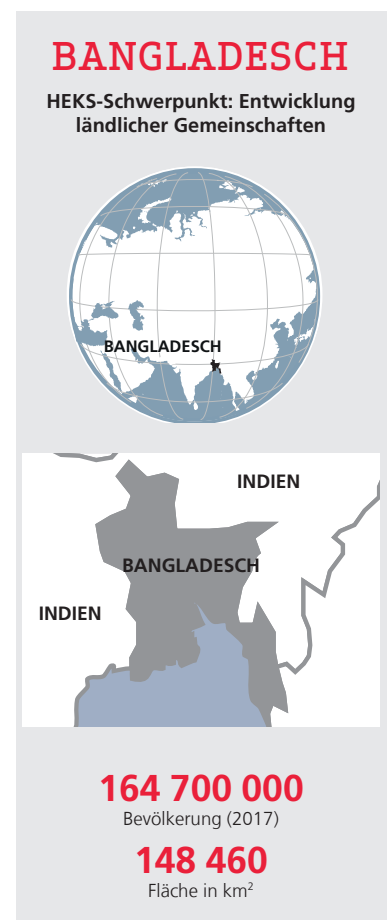 BANGLADESCH
HEKS-Schwerpunkt: Entwicklung
ländlicher Gemeinschaften
BANGLADESCH
INDIEN
BANGLADESCH
INDIEN
164 700 000
Bevölkerung (2017)
148 460
Fläche in km²